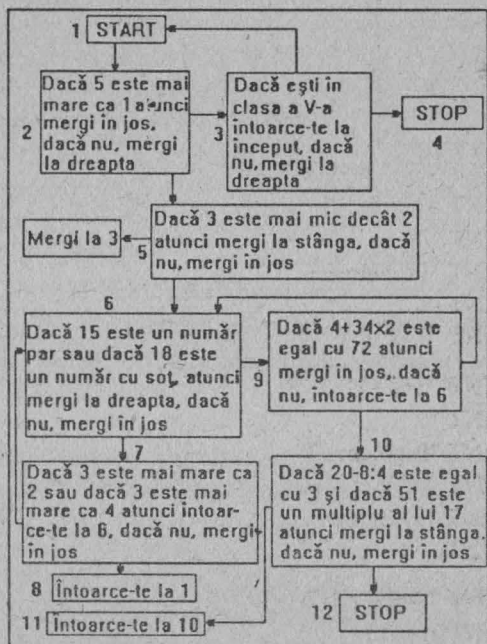 1 START
2
Dacă 5 este mai
mare ca 1 atunci
mergi în jos,
dacă nu, mergi
la dreapta
3
Dacă ești în
clasa a V-a
întoarce-te la
început, dacă
nu, mergi la
dreapta
STOP
4
Mergi la 3
5
Dacă 3 este mai mic decât 2
atunci mergi la stânga, dacă
nu, mergi în jos
6
Dacă 15 este un număr
par sau dacă 18 este
un număr cu soț, atunci
mergi la dreapta, dacă
nu, mergi în jos
9
Dacă 4+34×2 este
egal cu 72 atunci
mergi în jos, dacă
nu, întoarce-te la 6
7
Dacă 3 este mai mare ca
2 sau dacă 3 este mai
mare ca 4 atunci întoar-
ce-te la 6, dacă nu, mergi
în jos
10
Dacă 20-8:4 este egal
cu 3 și dacă 51 este
un multiplu al lui 17
atunci mergi la stânga,
dacă nu, mergi în jos
8 Întoarce-te la 1
11 Întoarce-te la 10
12 STOP